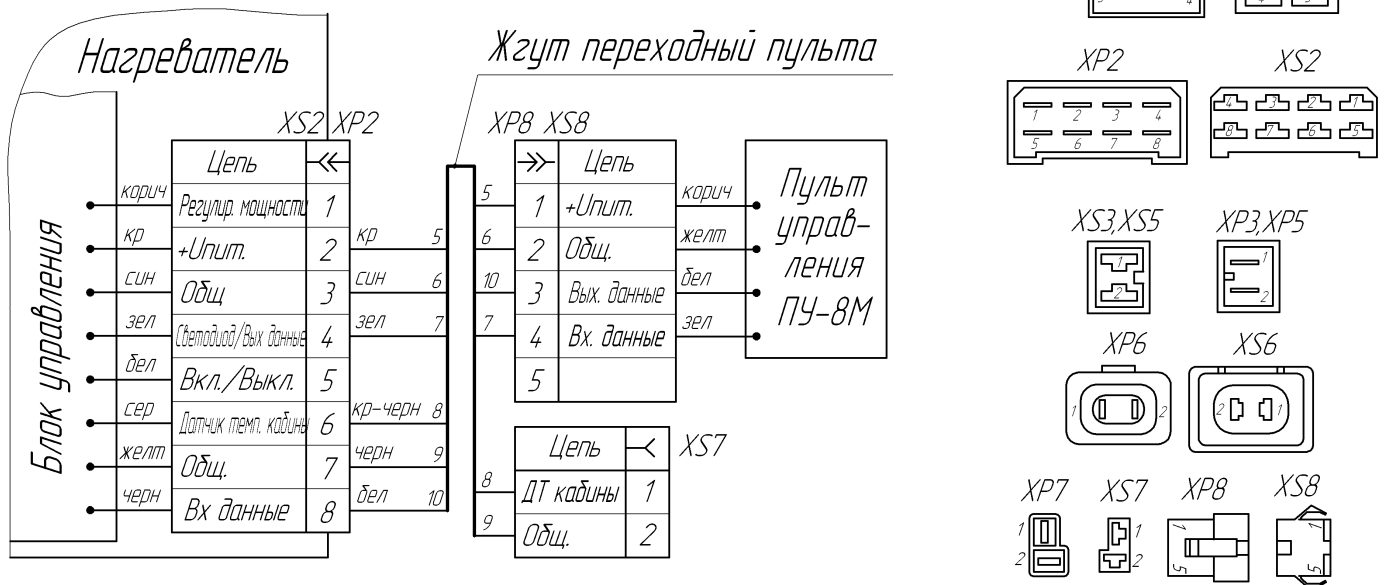 Нагреватель
Жгут переходный пульта
Блок управления
XS2 XP2
Цепь
корич Регулир. мощности 1
кр +Uпит. 2 кр 5
син Общ 3 син 6
зел Светодиод/Вых данные 4 зел 7
бел Вкл./Выкл. 5
сер Датчик темп. кабины 6 кр-черн 8
желт Общ. 7 черн 9
черн Вх данные 8 бел 10
XP8 XS8
Цепь
5 1 +Uпит. корич
6 2 Общ. желт
10 3 Вых. данные бел
7 4 Вх. данные зел
5
Пульт
управ-
ления
ПУ-8М
XS7
Цепь
8 ДТ кабины 1
9 Общ. 2
XP2
1 2 3 4
5 6 7 8
XS2
4 3 2 1
8 7 6 5
XS3,XS5
1
2
XP3,XP5
1
2
XP6
1 2
XS6
2 1
XP7
1
2
XS7
1
2
XP8
1
5
XS8
1
5